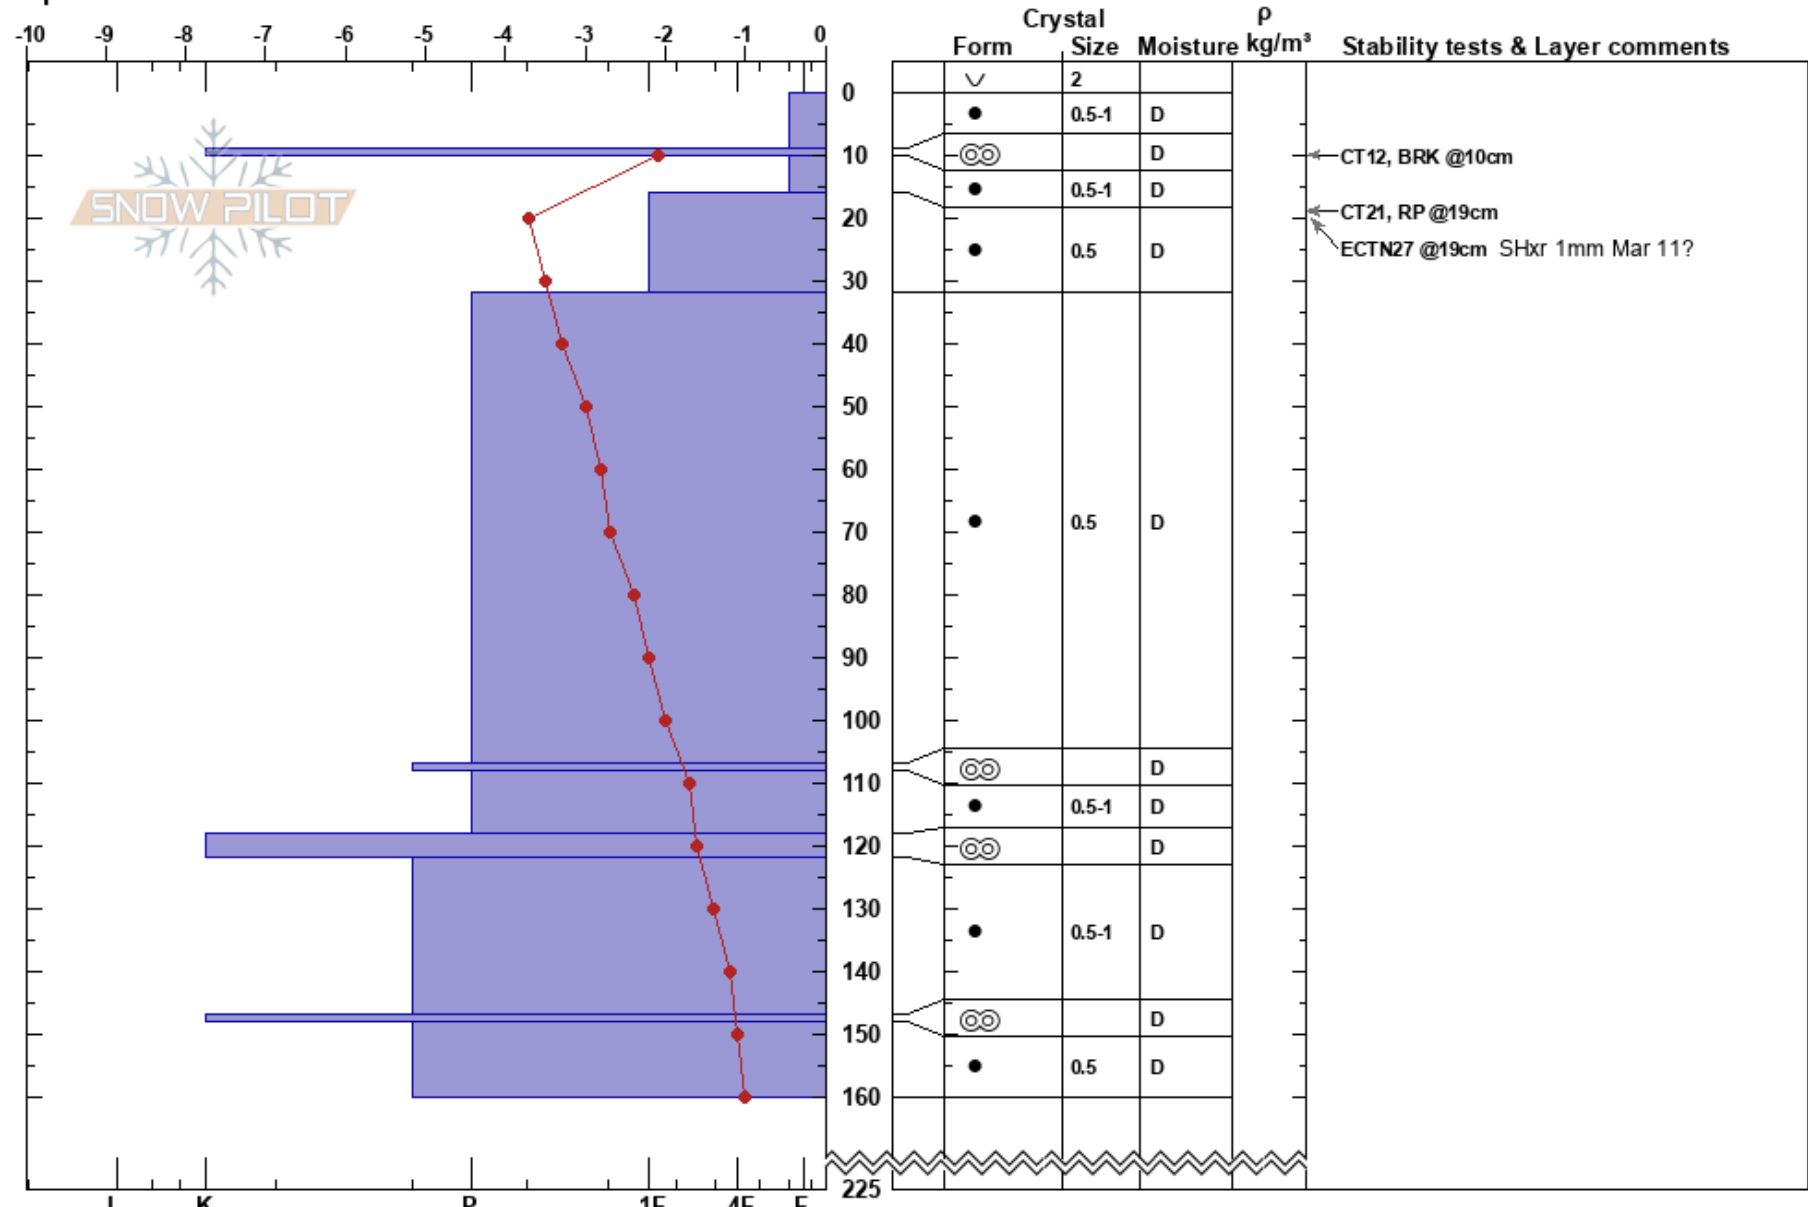 Crystal ρ
-10 -9 -8 -7 -6 -5 -4 -3 -2 -1 0 Form Size Moisture kg/m³ Stability tests & Layer comments
2
0
0.5-1 D
SNOW PILOT
10 D CT12, BRK @10cm
0.5-1 D
20 CT21, RP @19cm
0.5 D ECTN27 @19cm SHxr 1mm Mar 11?
30
40
50
60
70 0.5 D
80
90
100
D
110
0.5-1 D
120 D
130
0.5-1 D
140
D
150
0.5 D
160
225
K P 1F 4F F